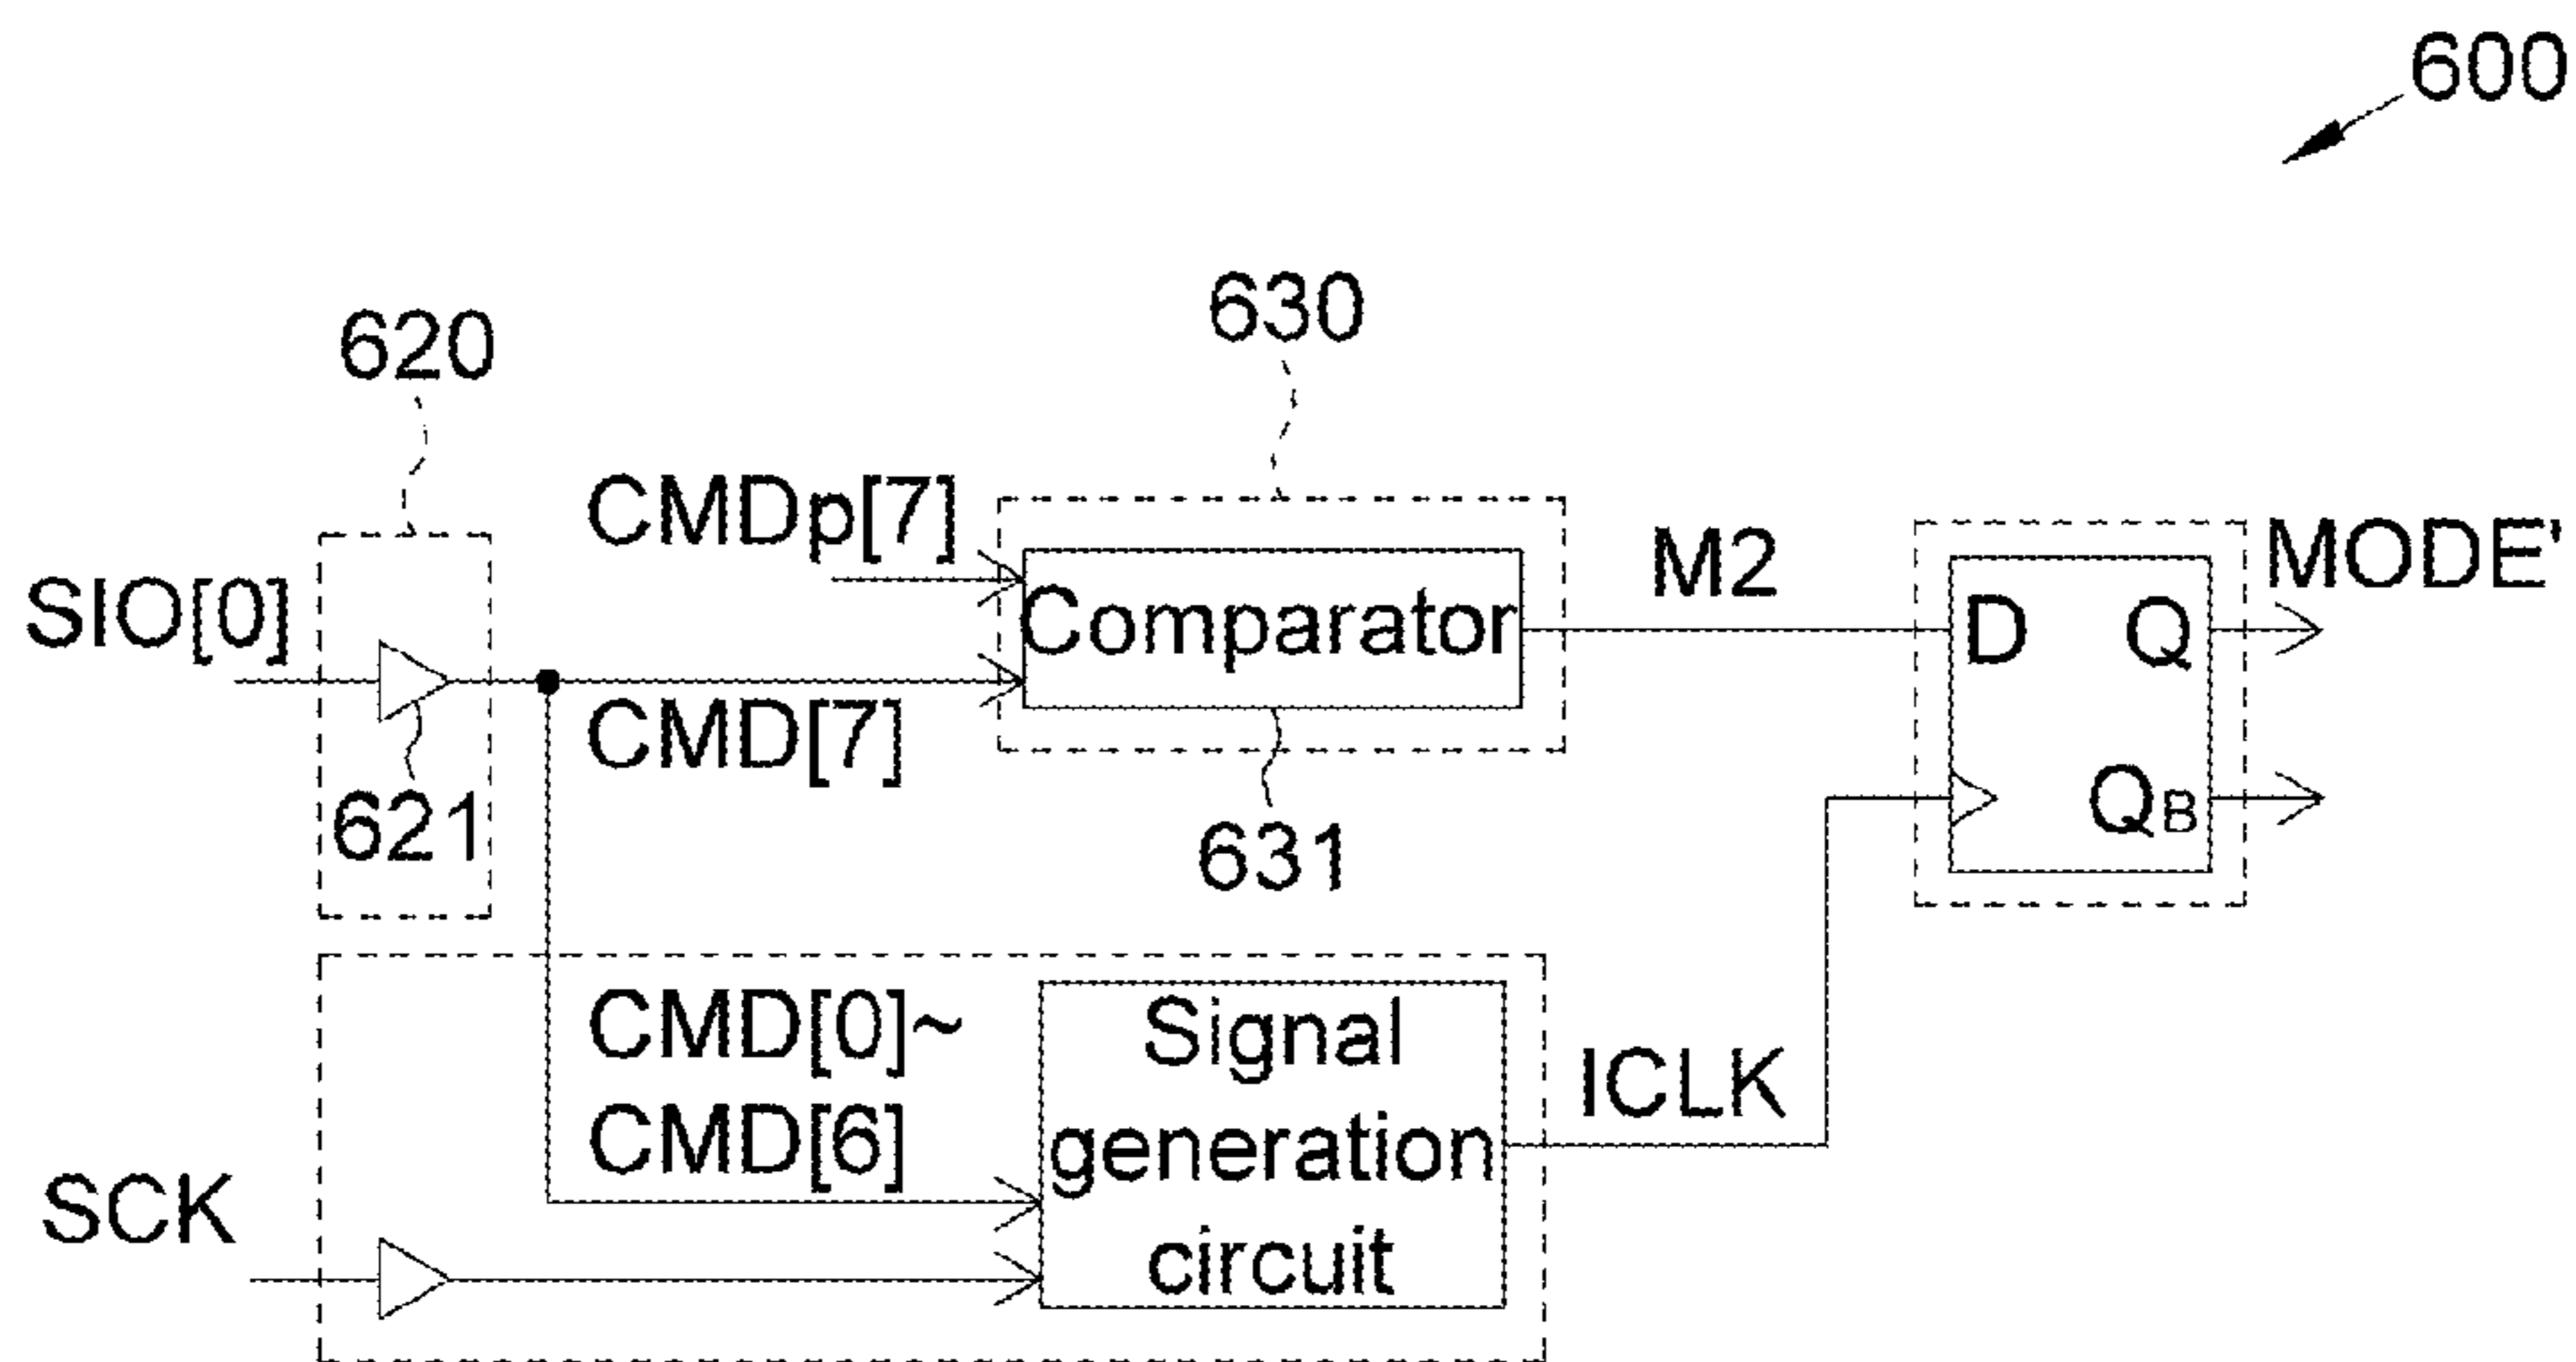 600
620
630
SIO[0]
CMDp[7]
Comparator
M2
D Q
MODE'
CMD[7]
621
631
QB
CMD[0]~
CMD[6]
Signal
generation
circuit
ICLK
SCK